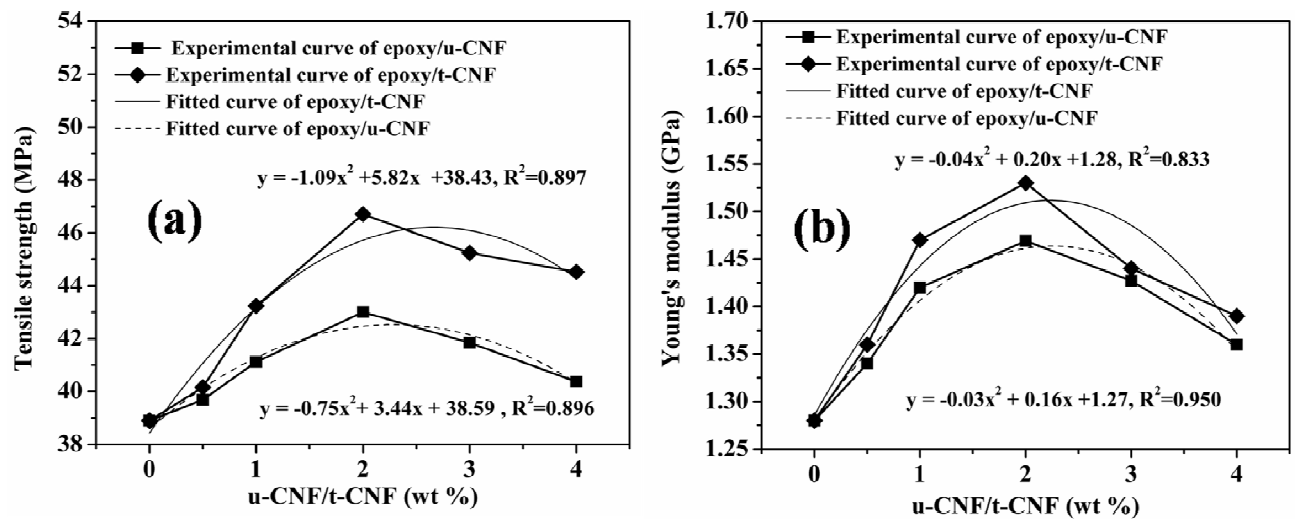 54
52
50
48
46
44
42
40
38
Tensile strength (MPa)
Experimental curve of epoxy/u-CNF
Experimental curve of epoxy/t-CNF
Fitted curve of epoxy/t-CNF
Fitted curve of epoxy/u-CNF
y = -1.09x² +5.82x +38.43, R²=0.897
(a)
y = -0.75x²+ 3.44x + 38.59 , R²=0.896
0 1 2 3 4
u-CNF/t-CNF (wt %)
1.70
1.65
1.60
1.55
1.50
1.45
1.40
1.35
1.30
1.25
Young's modulus (GPa)
Experimental curve of epoxy/u-CNF
Experimental curve of epoxy/t-CNF
Fitted curve of epoxy/t-CNF
Fitted curve of epoxy/u-CNF
y = -0.04x² + 0.20x +1.28, R²=0.833
(b)
y = -0.03x² + 0.16x +1.27, R²=0.950
0 1 2 3 4
u-CNF/t-CNF (wt %)